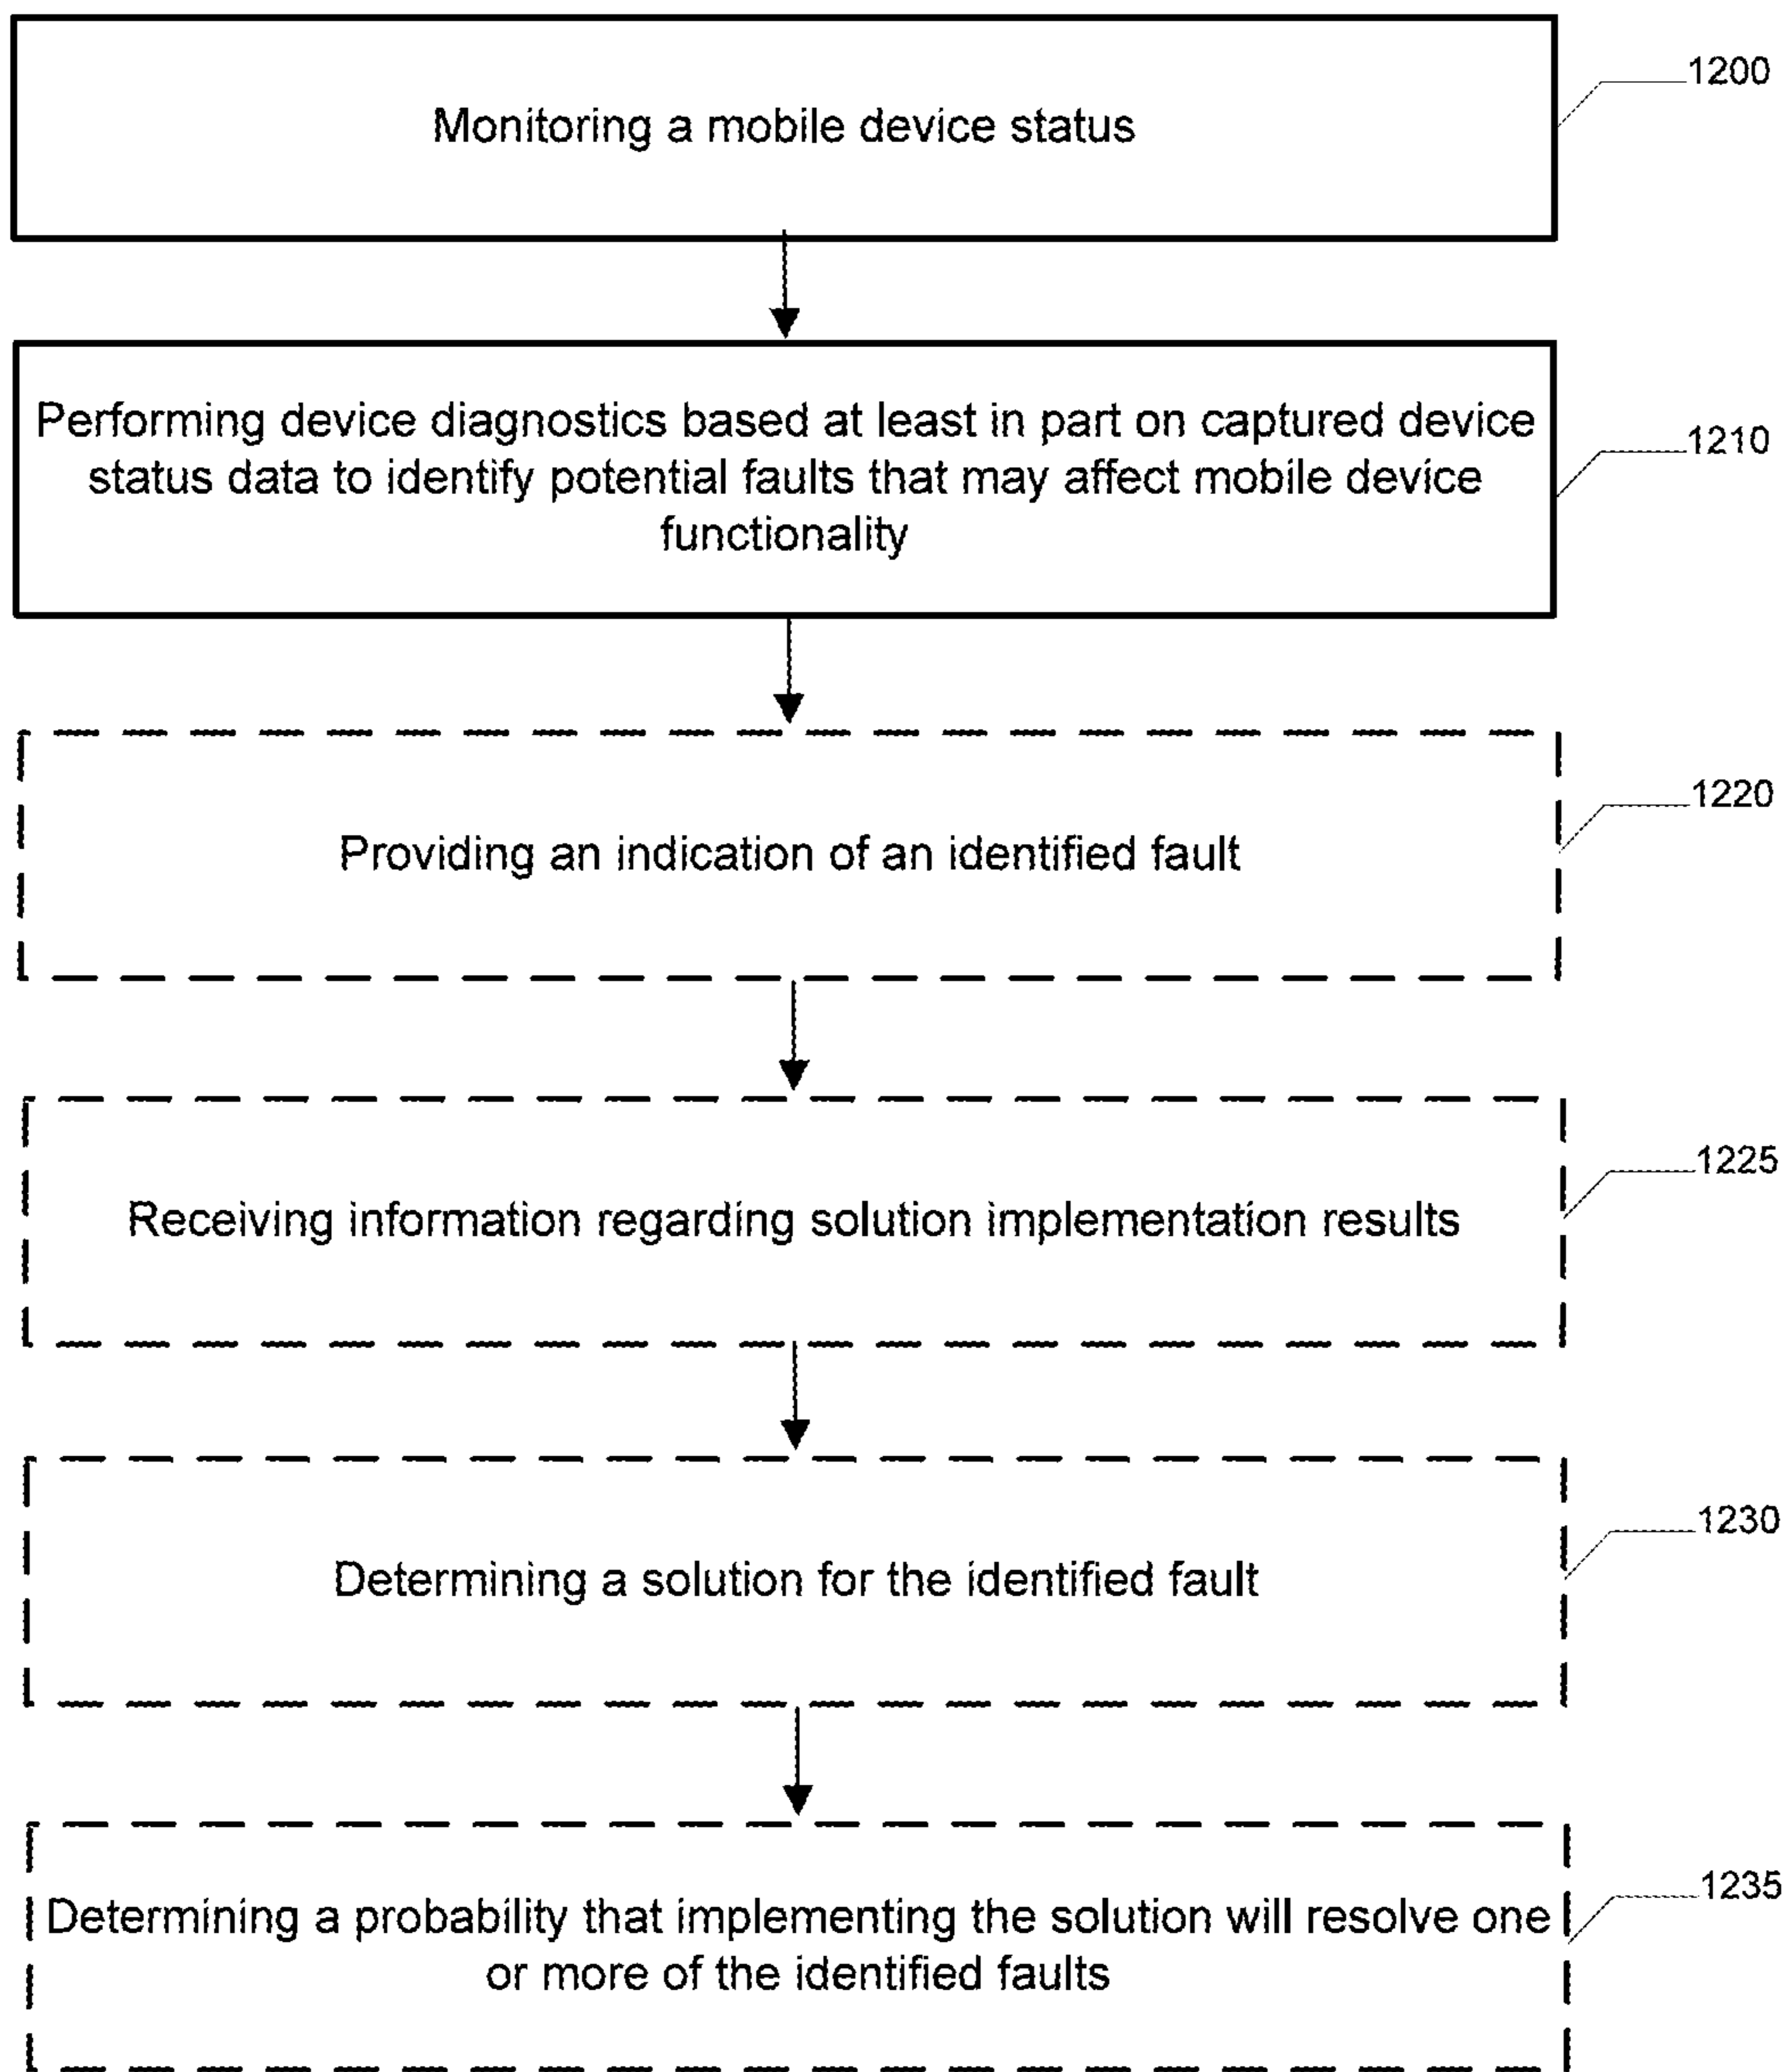 Monitoring a mobile device status
1200
Performing device diagnostics based at least in part on captured device
status data to identify potential faults that may affect mobile device
functionality
1210
Providing an indication of an identified fault
1220
Receiving information regarding solution implementation results
1225
Determining a solution for the identified fault
1230
Determining a probability that implementing the solution will resolve one
or more of the identified faults
1235